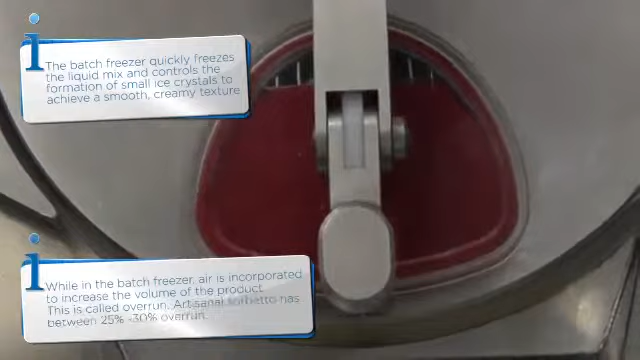 The batch freezer quickly freezes
the liquid mix and controls the
formation of small ice crystals to
achieve a smooth, creamy texture
While in the batch freezer, air is incorporated
to increase the volume of the product.
This is called overrun. Artisanal sorbetto has
between 25% -30% overrun.